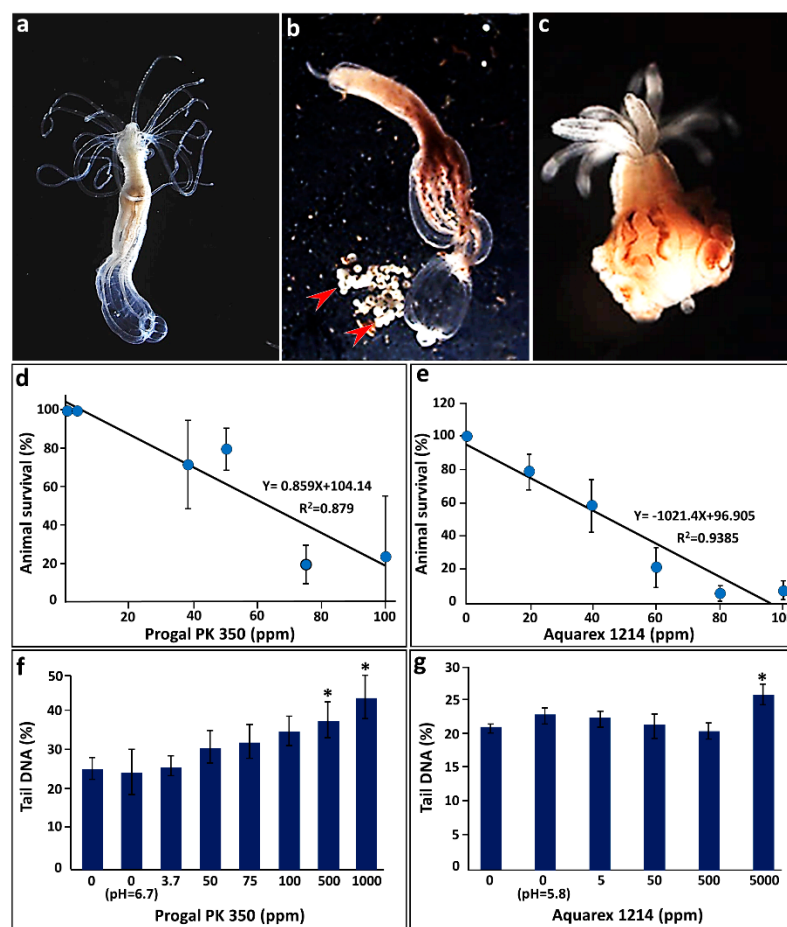 a
b
c
d
100
80
60
40
20
0
20
40
60
80
100
Animal survival (%)
Y= 0.859X+104.14
R²=0.879
Progal PK 350 (ppm)
e
120
100
80
60
40
20
0
0
20
40
60
80
100
Animal survival (%)
Y= -1021.4X+96.905
R²=0.9385
Aquarex 1214 (ppm)
f
50
40
30
20
10
0
Tail DNA (%)
* *
0 0 3.7 50 75 100 500 1000
(pH=6.7)
Progal PK 350 (ppm)
g
30
25
20
15
10
5
0
Tail DNA (%)
*
0 0 5 50 500 5000
(pH=5.8)
Aquarex 1214 (ppm)